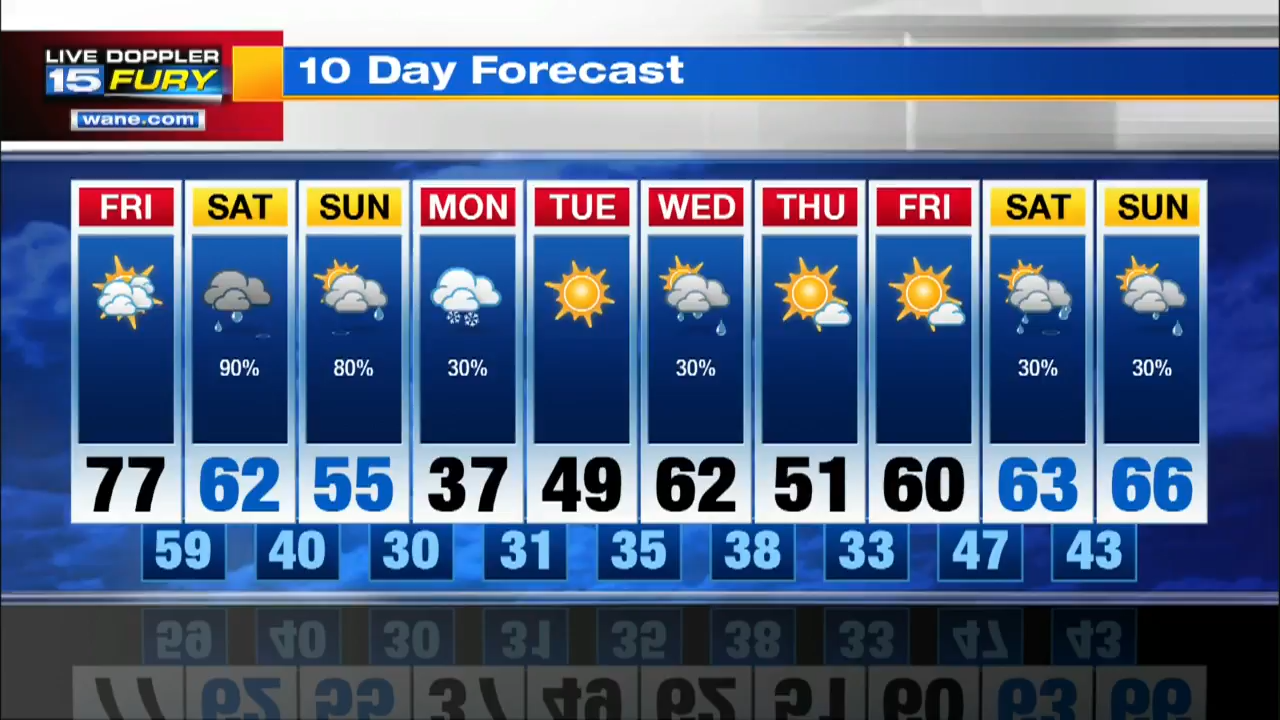 LIVE DOPPLER
15 FURY
wane.com
10 Day Forecast
FRI SAT SUN MON TUE WED THU FRI SAT SUN
90% 80% 30% 30% 30% 30%
77 62 55 37 49 62 51 60 63 66
59 40 30 31 35 38 33 47 43